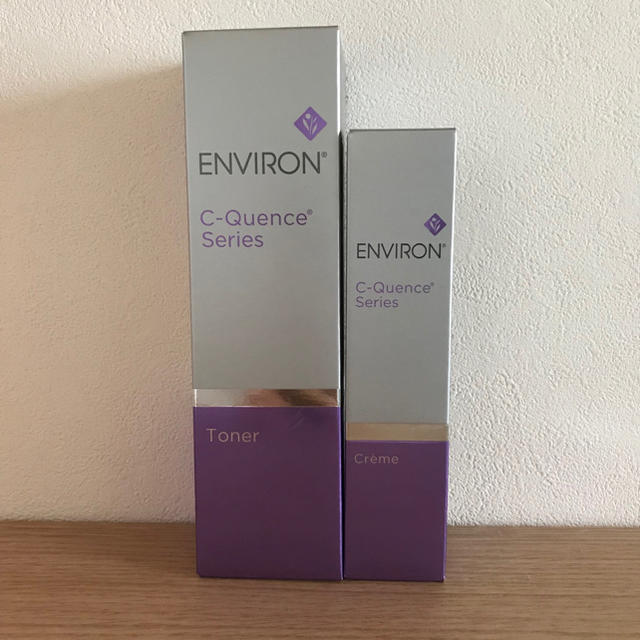 ENVIRON®
C-Quence®
Series
Toner
ENVIRON®
C-Quence®
Series
Crème